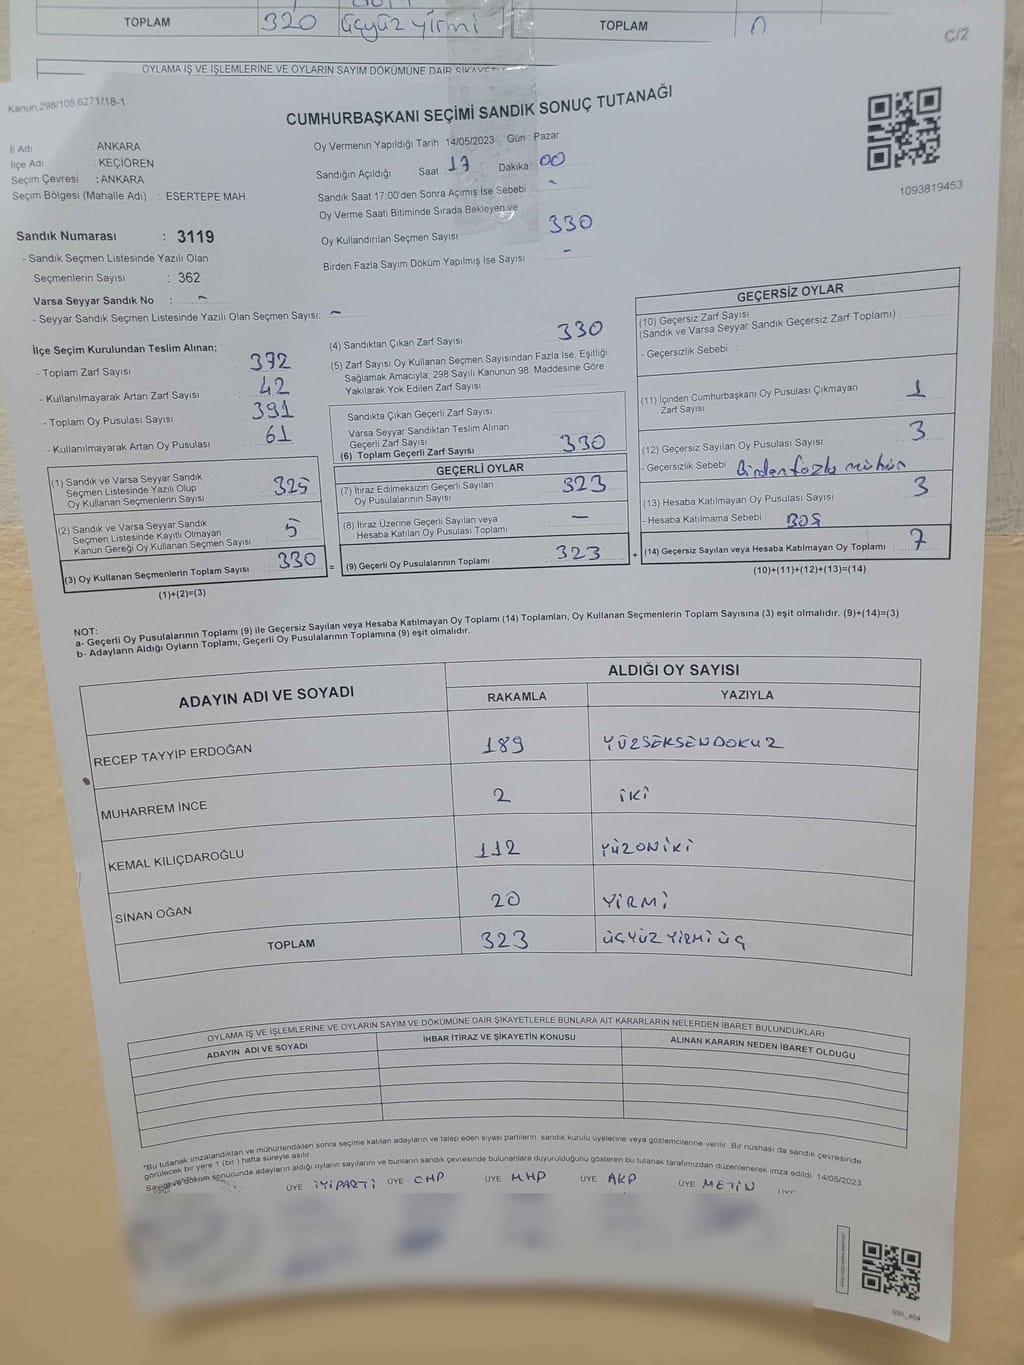 TOPLAM 320 üçyüz yirmi TOPLAM 0
C/2
OYLAMA İŞ VE İŞLEMLERİNE VE OYLARIN SAYIM DÖKÜMÜNE DAİR
Kanun,298/105;6271/18-1
CUMHURBAŞKANI SEÇİMİ SANDIK SONUÇ TUTANAĞI
1093819453
İl Adı : ANKARA
İlçe Adı : KEÇİÖREN
Seçim Çevresi : ANKARA
Seçim Bölgesi (Mahalle Adı) : ESERTEPE MAH
Sandık Numarası : 3119
- Sandık Seçmen Listesinde Yazılı Olan
Seçmenlerin Sayısı : 362
Varsa Seyyar Sandık No : -
- Seyyar Sandık Seçmen Listesinde Yazılı Olan Seçmen Sayısı: -
Oy Vermenin Yapıldığı Tarih : 14/05/2023 Gün : Pazar
Sandığın Açıldığı Saat 17 Dakika 00
Sandık Saat 17:00'den Sonra Açımış İse Sebebi -
Oy Verme Saati Bitiminde Sırada Bekleyen ve
Oy Kullandırılan Seçmen Sayısı 330
Birden Fazla Sayım Döküm Yapılmış İse Sayısı -
İlçe Seçim Kurulundan Teslim Alınan;
- Toplam Zarf Sayısı 372
- Kullanılmayarak Artan Zarf Sayısı 42
- Toplam Oy Pusulası Sayısı 391
- Kullanılmayarak Artan Oy Pusulası 61
(1) Sandık ve Varsa Seyyar Sandık
Seçmen Listesinde Yazılı Olup
Oy Kullanan Seçmenlerin Sayısı 325
(2) Sandık ve Varsa Seyyar Sandık
Seçmen Listesinde Kayıtlı Olmayan
Kanun Gereği Oy Kullanan Seçmen Sayısı 5
(3) Oy Kullanan Seçmenlerin Toplam Sayısı 330
(1)+(2)=(3)
(4) Sandıktan Çıkan Zarf Sayısı 330
(5) Zarf Sayısı Oy Kullanan Seçmen Sayısından Fazla İse, Eşitliği
Sağlamak Amacıyla; 298 Sayılı Kanunun 98. Maddesine Göre
Yakılarak Yok Edilen Zarf Sayısı
Sandıkta Çıkan Geçerli Zarf Sayısı
Varsa Seyyar Sandıktan Teslim Alınan
Geçerli Zarf Sayısı
(6) Toplam Geçerli Zarf Sayısı 330
GEÇERLİ OYLAR
(7) İtiraz Edilmeksizin Geçerli Sayılan
Oy Pusulalarının Sayısı 323
(8) İtiraz Üzerine Geçerli Sayılan veya
Hesaba Katılan Oy Pusulası Toplamı -
= (9) Geçerli Oy Pusulalarının Toplamı 323 +
GEÇERSİZ OYLAR
(10) Geçersiz Zarf Sayısı
(Sandık ve Varsa Seyyar Sandık Geçersiz Zarf Toplamı) :
- Geçersizlik Sebebi :
(11) İçinden Cumhurbaşkanı Oy Pusulası Çıkmayan
Zarf Sayısı 1
(12) Geçersiz Sayılan Oy Pusulası Sayısı 3
- Geçersizlik Sebebi Birden fazla mühür
(13) Hesaba Katılmayan Oy Pusulası Sayısı 3
- Hesaba Katılmama Sebebi : BOŞ
(14) Geçersiz Sayılan veya Hesaba Katılmayan Oy Toplamı : 7
(10)+(11)+(12)+(13)=(14)
NOT:
a- Geçerli Oy Pusulalarının Toplamı (9) ile Geçersiz Sayılan veya Hesaba Katılmayan Oy Toplamı (14) Toplamları, Oy Kullanan Seçmenlerin Toplam Sayısına (3) eşit olmalıdır. (9)+(14)=(3)
b- Adayların Aldığı Oyların Toplamı, Geçerli Oy Pusulalarının Toplamına (9) eşit olmalıdır.
ADAYIN ADI VE SOYADI ALDIĞI OY SAYISI
RAKAMLA YAZIYLA
RECEP TAYYİP ERDOĞAN 189 YÜZSEKSENDOKUZ
MUHARREM İNCE 2 İKİ
KEMAL KILIÇDAROĞLU 112 YÜZONİKİ
SİNAN OĞAN 20 YİRMİ
TOPLAM 323 ÜÇYÜZ YİRMİ ÜÇ
OYLAMA İŞ VE İŞLEMLERİNE VE OYLARIN SAYIM VE DÖKÜMÜNE DAİR ŞİKAYETLERLE BUNLARA AİT KARARLARIN NELERDEN İBARET BULUNDUKLARI
ADAYIN ADI VE SOYADI İHBAR İTİRAZ VE ŞİKAYETİN KONUSU ALINAN KARARIN NEDEN İBARET OLDUĞU
*Bu tutanak imzalandıktan ve mühürlendikten sonra seçime katılan adayların ve talep eden siyasi partilerin sandık kurulu üyelerine veya gözlemcilerine verilir. Bir nüshası da sandık çevresinde
görülecek bir yere 1 (bir) hafta süreyle asılır.
Sayım ve döküm sonucunda adayların aldığı oyların sayılarını ve bunların sandık çevresinde bulunanlara duyurulduğunu gösteren bu tutanak tarafımızdan düzenlenerek imza edildi. 14/05/2023
ÜYE İYİPARTİ ÜYE CHP ÜYE MHP ÜYE AKP ÜYE METİN